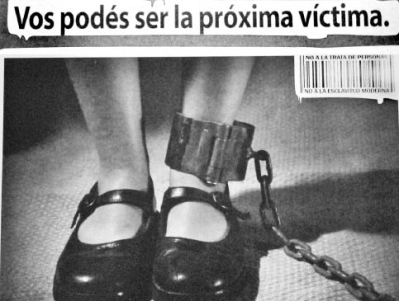 Vos podés ser la próxima víctima.
NO A LA TRATA DE PERSONAS
NO A LA ESCLAVITUD MODERNA